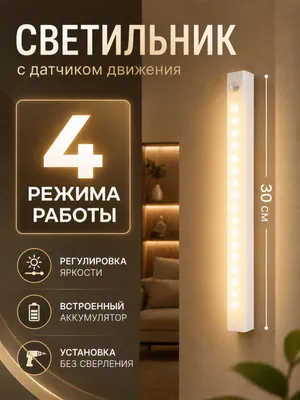 СВЕТИЛЬНИК
с датчиком движения
4
РЕЖИМА
РАБОТЫ
30 см
РЕГУЛИРОВКА
ЯРКОСТИ
ВСТРОЕННЫЙ
АККУМУЛЯТОР
УСТАНОВКА
БЕЗ СВЕРЛЕНИЯ